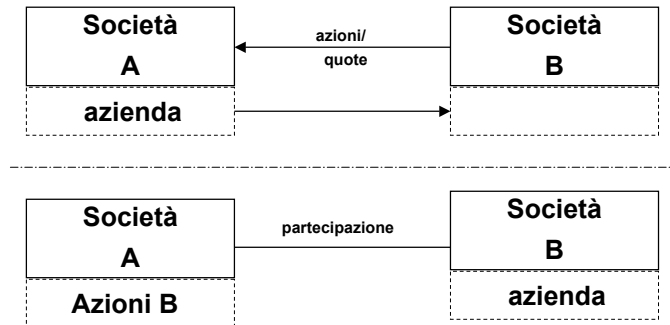 Società
A
azienda
azioni/
quote
Società
B
Società
A
Azioni B
partecipazione
Società
B
azienda